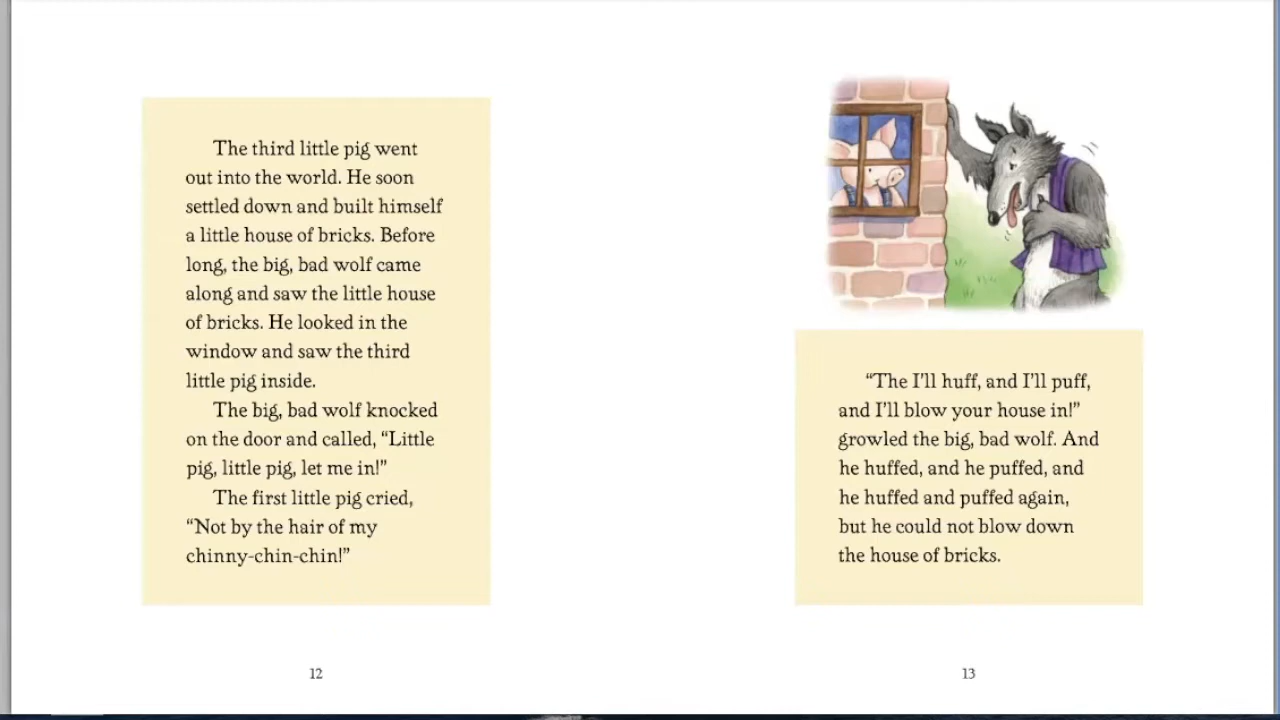 The third little pig went
out into the world. He soon
settled down and built himself
a little house of bricks. Before
long, the big, bad wolf came
along and saw the little house
of bricks. He looked in the
window and saw the third
little pig inside.
The big, bad wolf knocked
on the door and called, “Little
pig, little pig, let me in!”
The first little pig cried,
“Not by the hair of my
chinny-chin-chin!”
12
“The I’ll huff, and I’ll puff,
and I’ll blow your house in!”
growled the big, bad wolf. And
he huffed, and he puffed, and
he huffed and puffed again,
but he could not blow down
the house of bricks.
13